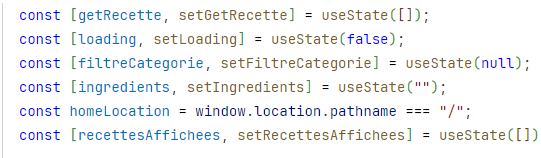 const [getRecette, setGetRecette] = useState([]);
const [loading, setLoading] = useState(false);
const [filtreCategorie, setFiltreCategorie] = useState(null);
const [ingredients, setIngredients] = useState("");
const homeLocation = window.location.pathname === "/";
const [recettesAffichees, setRecettesAffichees] = useState([])